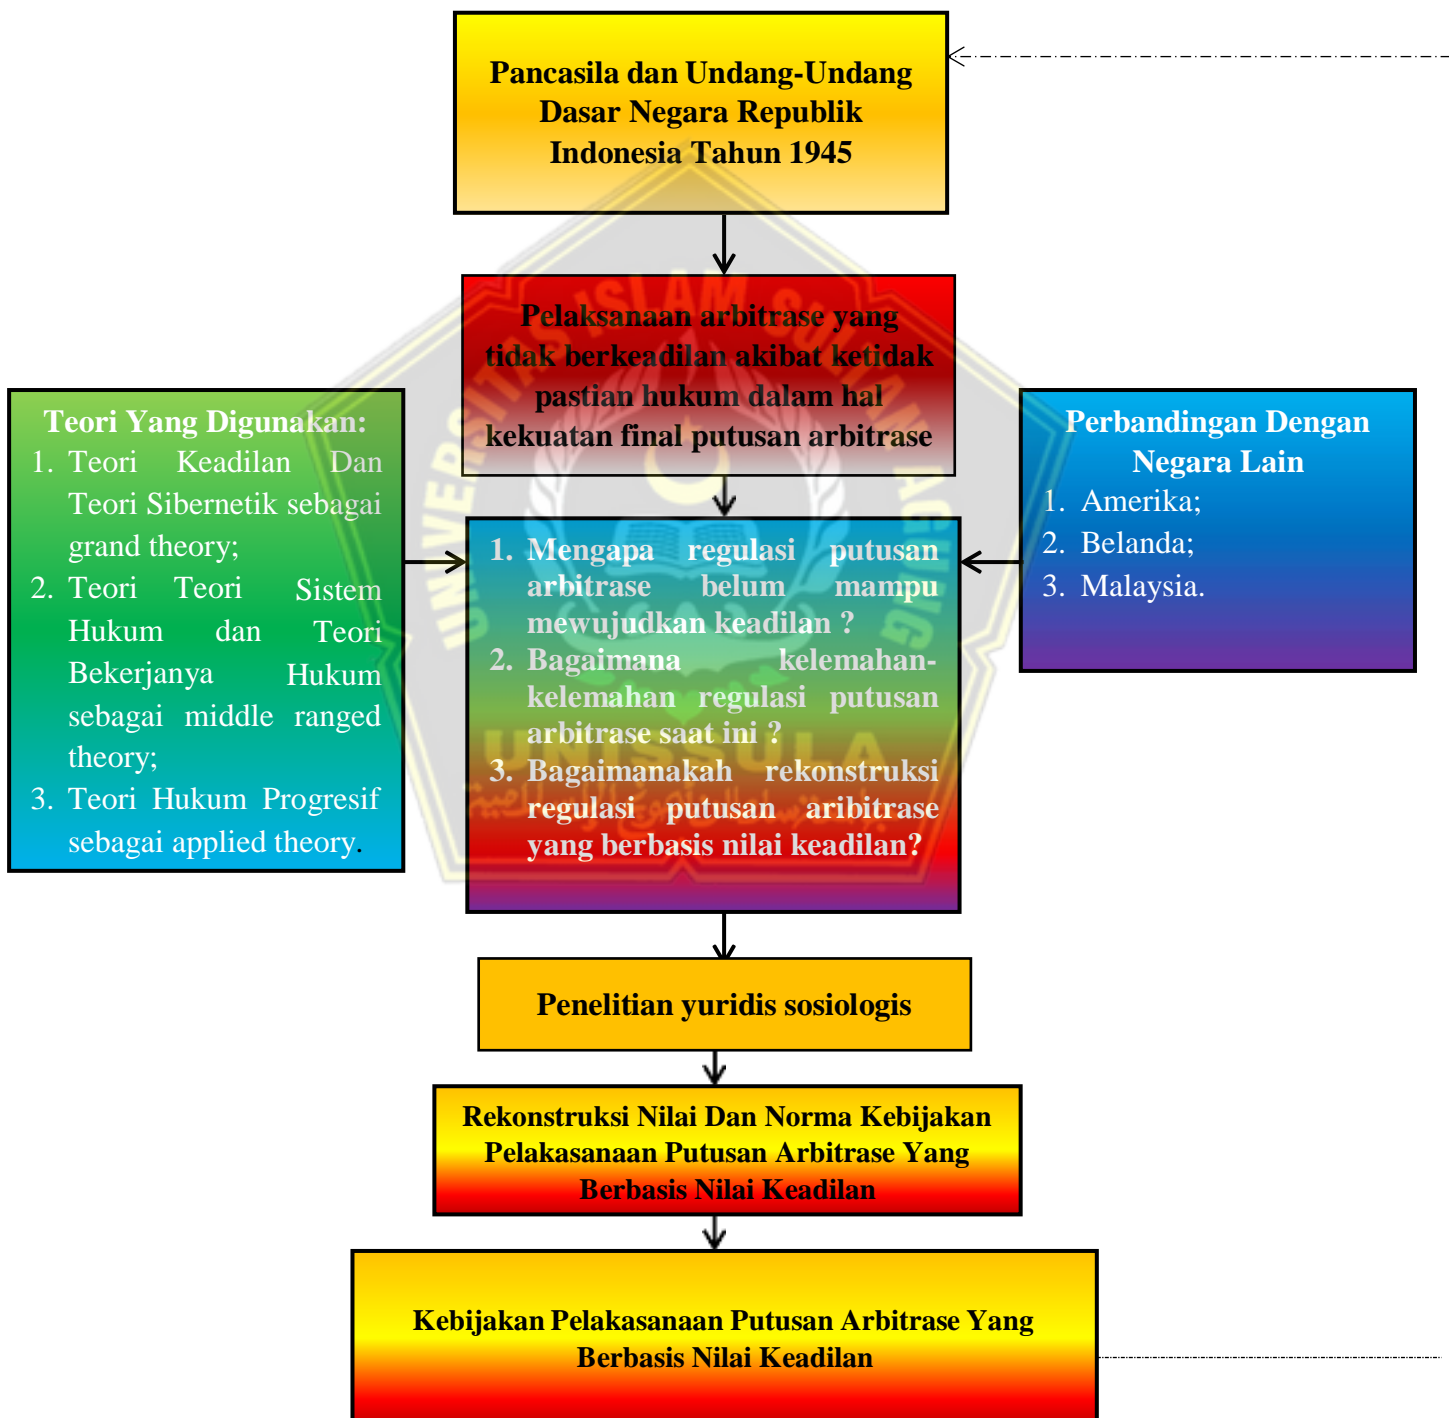 Pancasila dan Undang-Undang
Dasar Negara Republik
Indonesia Tahun 1945
Pelaksanaan arbitrase yang
tidak berkeadilan akibat ketidak
pastian hukum dalam hal
kekuatan final putusan arbitrase
Teori Yang Digunakan:
1. Teori Keadilan Dan
Teori Sibernetik sebagai
grand theory;
2. Teori Teori Sistem
Hukum dan Teori
Bekerjanya Hukum
sebagai middle ranged
theory;
3. Teori Hukum Progresif
sebagai applied theory.
1. Mengapa regulasi putusan
arbitrase belum mampu
mewujudkan keadilan ?
2. Bagaimana kelemahan-
kelemahan regulasi putusan
arbitrase saat ini ?
3. Bagaimanakah rekonstruksi
regulasi putusan aribitrase
yang berbasis nilai keadilan?
Perbandingan Dengan
Negara Lain
1. Amerika;
2. Belanda;
3. Malaysia.
Penelitian yuridis sosiologis
Rekonstruksi Nilai Dan Norma Kebijakan
Pelakasanaan Putusan Arbitrase Yang
Berbasis Nilai Keadilan
Kebijakan Pelakasanaan Putusan Arbitrase Yang
Berbasis Nilai Keadilan
UNIVERSITAS ISLAM SULTAN AGUNG
UNISSULA